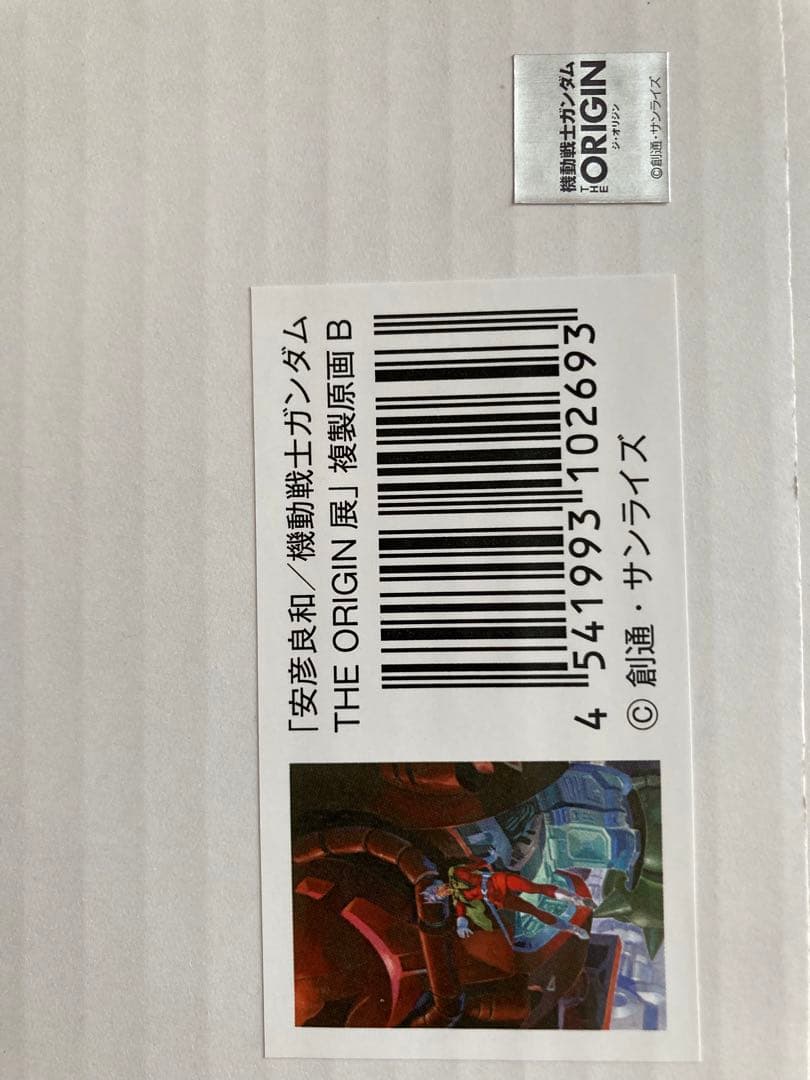 機動戦士ガンダム
THE ORIGIN
ジ・オリジン
©創通・サンライズ
「安彦良和／機動戦士ガンダム
THE ORIGIN 展」複製原画 B
4 541993 102693
© 創通・サンライズ